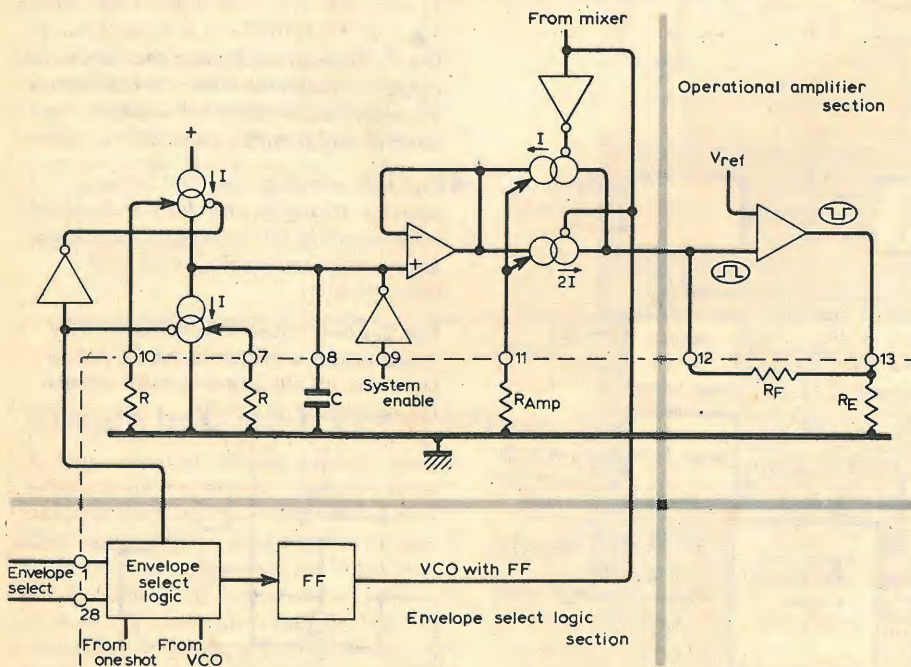 From mixer
Operational amplifier
section
I
Vref
+
I
−
+
I
2I
10
7
8
9
11
12
13
System
enable
RF
R
R
C
RAmp
RE
Envelope
select
1
28
Envelope
select
logic
FF
VCO with FF
Envelope select logic
section
From
one shot
From
VCO